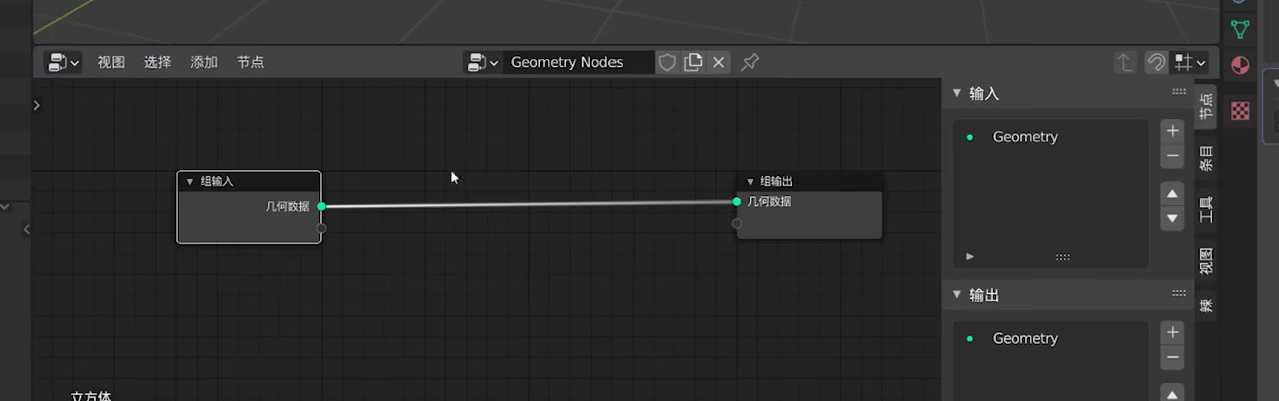 视图 选择 添加 节点 Geometry Nodes
输入
Geometry
组输入
几何数据
组输出
几何数据
输出
Geometry
节点
条目
工具
视图
辣
立方体